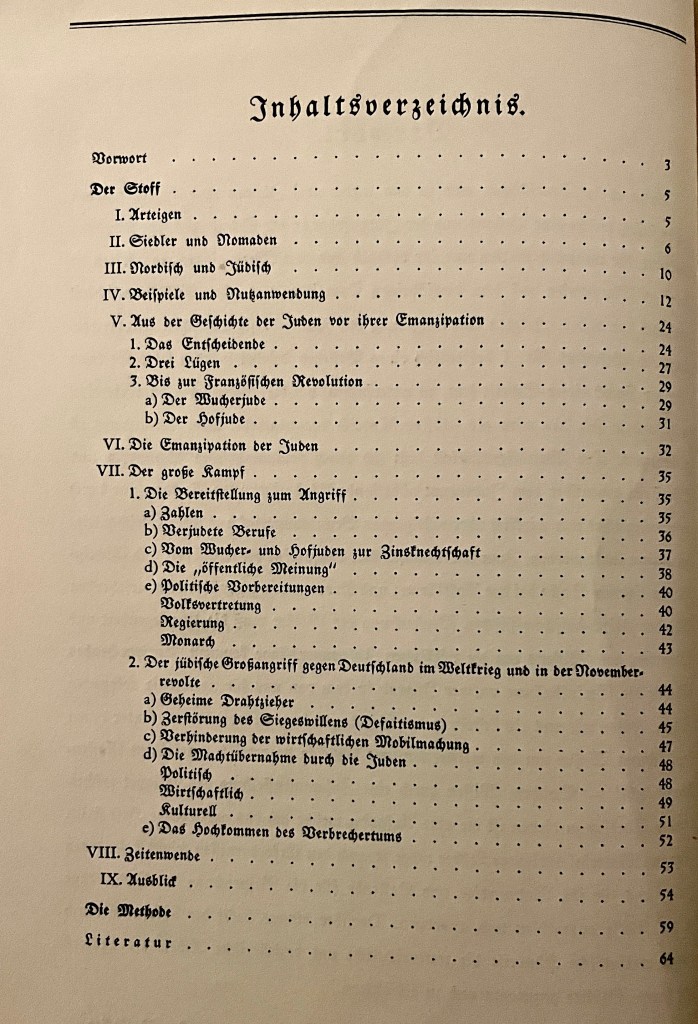 Inhaltsverzeichnis.
Vorwort . . . . . . . . . . 3
Der Stoff . . . . . . . . . . 5
I. Arteigen . . . . . . . . . . 5
II. Siedler und Nomaden . . . . . . . . . . 6
III. Nordisch und Jüdisch . . . . . . . . . . 10
IV. Beispiele und Nutzanwendung . . . . . . . . . . 12
V. Aus der Geschichte der Juden vor ihrer Emanzipation . . . . . . . . . . 24
1. Das Entscheidende . . . . . . . . . . 24
2. Drei Lügen . . . . . . . . . . 27
3. Bis zur Französischen Revolution . . . . . . . . . . 29
a) Der Wucherjude . . . . . . . . . . 29
b) Der Hofjude . . . . . . . . . . 31
VI. Die Emanzipation der Juden . . . . . . . . . . 32
VII. Der große Kampf . . . . . . . . . . 35
1. Die Bereitstellung zum Angriff . . . . . . . . . . 35
a) Zahlen . . . . . . . . . . 35
b) Verjudete Berufe . . . . . . . . . . 36
c) Vom Wucher- und Hofjuden zur Zinsknechtschaft . . . . . . . . . . 37
d) Die „öffentliche Meinung“ . . . . . . . . . . 38
e) Politische Vorbereitungen . . . . . . . . . . 40
Volksvertretung . . . . . . . . . . 40
Regierung . . . . . . . . . . 42
Monarch . . . . . . . . . . 43
2. Der jüdische Großangriff gegen Deutschland im Weltkrieg und in der November-
revolte . . . . . . . . . . 44
a) Geheime Drahtzieher . . . . . . . . . . 44
b) Zerstörung des Siegeswillens (Defaitismus) . . . . . . . . . . 45
c) Verhinderung der wirtschaftlichen Mobilmachung . . . . . . . . . . 47
d) Die Machtübernahme durch die Juden . . . . . . . . . . 48
Politisch . . . . . . . . . . 48
Wirtschaftlich . . . . . . . . . . 49
Kulturell . . . . . . . . . . 51
e) Das Hochkommen des Verbrechertums . . . . . . . . . . 52
VIII. Zeitenwende . . . . . . . . . . 53
IX. Ausblick . . . . . . . . . . 54
Die Methode . . . . . . . . . . 59
Literatur . . . . . . . . . . 64